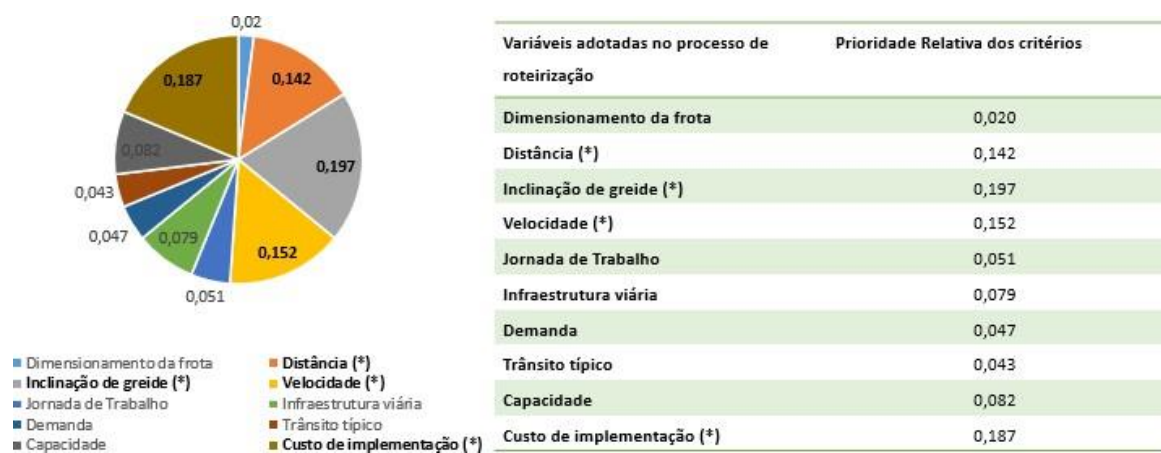 0,02
0,187
0,142
0,082
0,197
0,043
0,047
0,079
0,152
0,051
Dimensionamento da frota
Distância (*)
Inclinação de greide (*)
Velocidade (*)
Jornada de Trabalho
Infraestrutura viária
Demanda
Trânsito típico
Capacidade
Custo de implementação (*)
Variáveis adotadas no processo de roteirização
Prioridade Relativa dos critérios
Dimensionamento da frota 0,020
Distância (*) 0,142
Inclinação de greide (*) 0,197
Velocidade (*) 0,152
Jornada de Trabalho 0,051
Infraestrutura viária 0,079
Demanda 0,047
Trânsito típico 0,043
Capacidade 0,082
Custo de implementação (*) 0,187